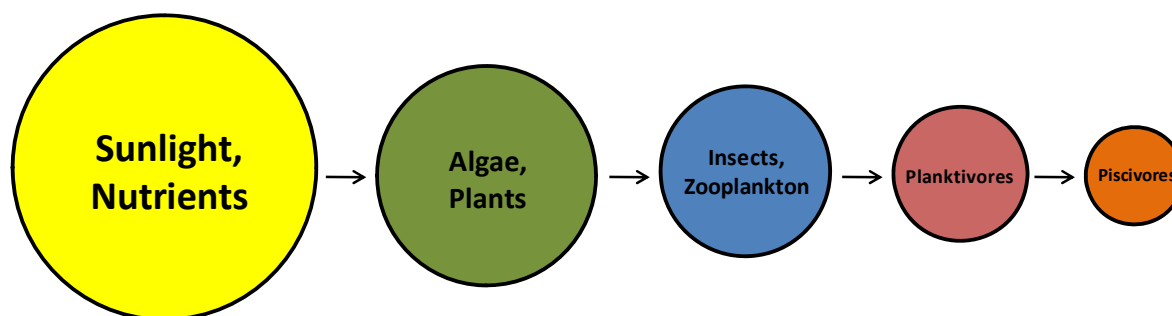 Sunlight,
Nutrients
Algae,
Plants
Insects,
Zooplankton
Planktivores
Piscivores